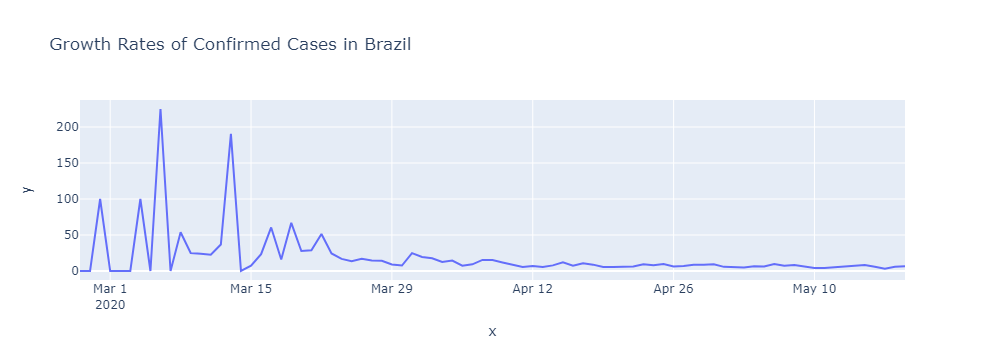 Growth Rates of Confirmed Cases in Brazil
200
150
100
50
0
y
Mar 1
2020
Mar 15
Mar 29
Apr 12
Apr 26
May 10
x